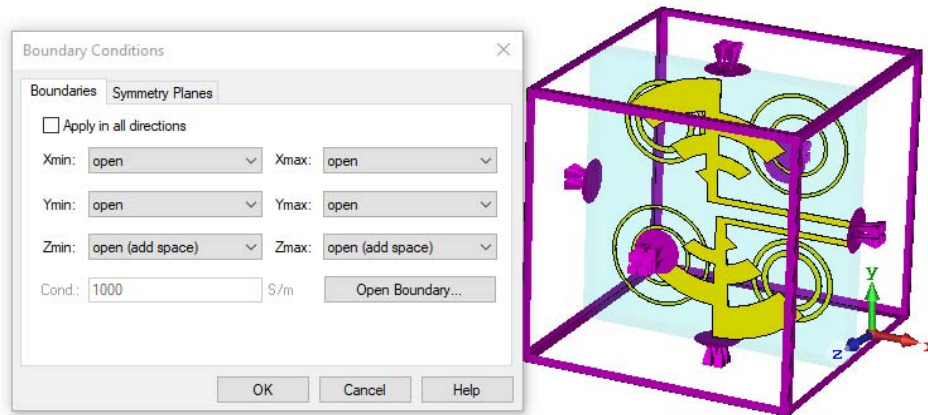 Boundary Conditions
Boundaries Symmetry Planes
Apply in all directions
Xmin: open Xmax: open
Ymin: open Ymax: open
Zmin: open (add space) Zmax: open (add space)
Cond.: 1000 S/m Open Boundary...
OK Cancel Help
y
x
z